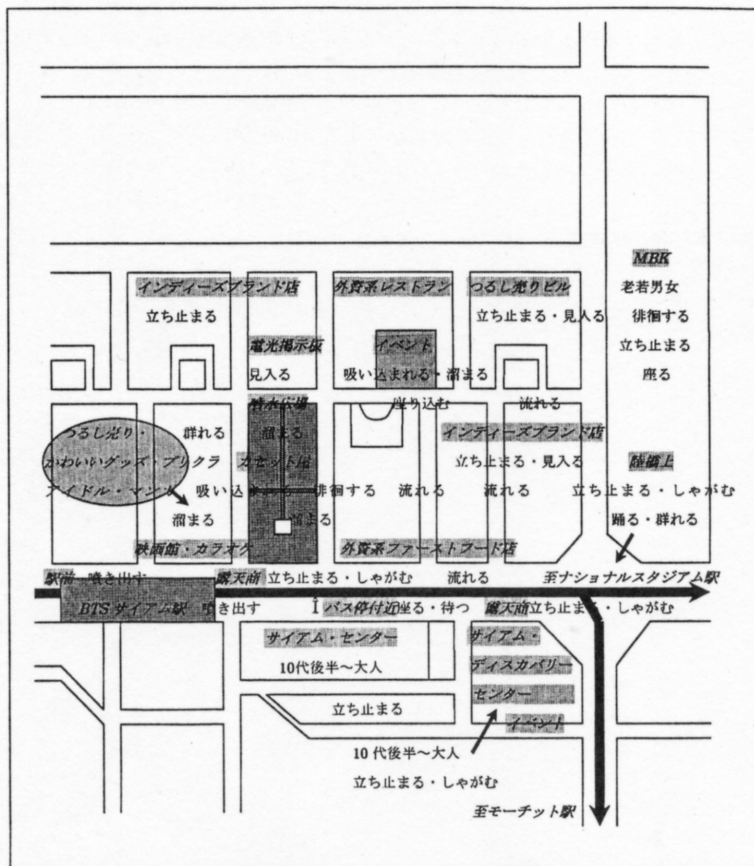 MBK
インディーズブランド店 外資系レストラン つるし売りビル 老若男女
立ち止まる 立ち止まる・見入る 徘徊する
電光掲示板 イベント 立ち止まる
見入る 吸い込まれる・溜まる 座る
噴水広場 座り込む 流れる
つるし売り・ 群れる 溜まる インディーズブランド店
かわいいグッズ・プリクラ カセット屋 立ち止まる・見入る 陸橋上
アイドル・マンガ 吸い込まれる 徘徊する 流れる 流れる 立ち止まる・しゃがむ
溜まる 溜まる 踊る・群れる
映画館・カラオケ 外資系ファーストフード店
駅前 噴き出す 露天商 立ち止まる・しゃがむ 流れる 至ナショナルスタジアム駅
BTS サイアム駅 噴き出す バス停付近 座る・待つ 露天商 立ち止まる・しゃがむ
サイアム・センター サイアム・
10代後半～大人 ディスカバリー
センター
立ち止まる イベント
10代後半～大人
立ち止まる・しゃがむ
至モーチット駅